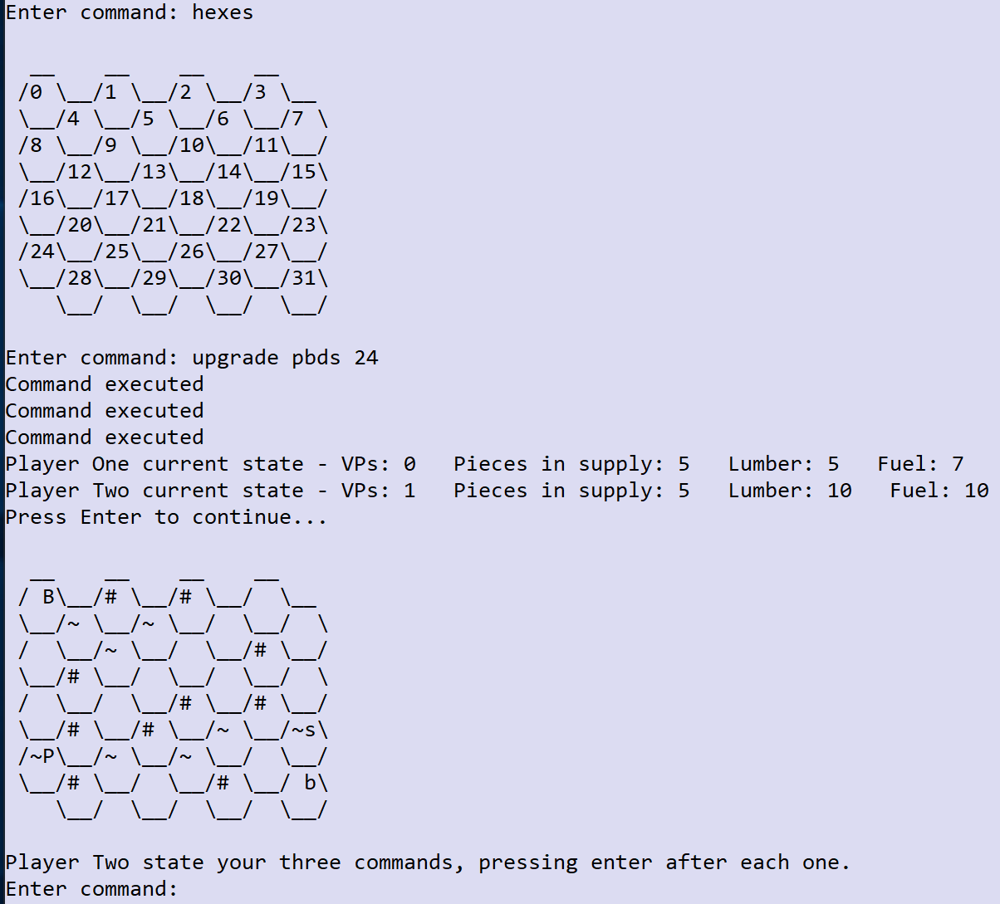 Enter command: hexes
  __    __    __    __
 /0 \__/1 \__/2 \__/3 \__
 \__/4 \__/5 \__/6 \__/7 \
 /8 \__/9 \__/10\__/11\__/
 \__/12\__/13\__/14\__/15\
 /16\__/17\__/18\__/19\__/
 \__/20\__/21\__/22\__/23\
 /24\__/25\__/26\__/27\__/
 \__/28\__/29\__/30\__/31\
    \__/  \__/  \__/  \__/
Enter command: upgrade pbds 24
Command executed
Command executed
Command executed
Player One current state - VPs: 0   Pieces in supply: 5   Lumber: 5   Fuel: 7
Player Two current state - VPs: 1   Pieces in supply: 5   Lumber: 10   Fuel: 10
Press Enter to continue...
  __    __    __    __
 / B\__/# \__/# \__/  \__
 \__/~ \__/~ \__/  \__/  \
 /  \__/~ \__/  \__/# \__/
 \__/# \__/  \__/  \__/  \
 /  \__/  \__/# \__/# \__/
 \__/# \__/# \__/~ \__/~s\
 /~P\__/~ \__/~ \__/  \__/
 \__/# \__/  \__/# \__/ b\
    \__/  \__/  \__/  \__/
Player Two state your three commands, pressing enter after each one.
Enter command: